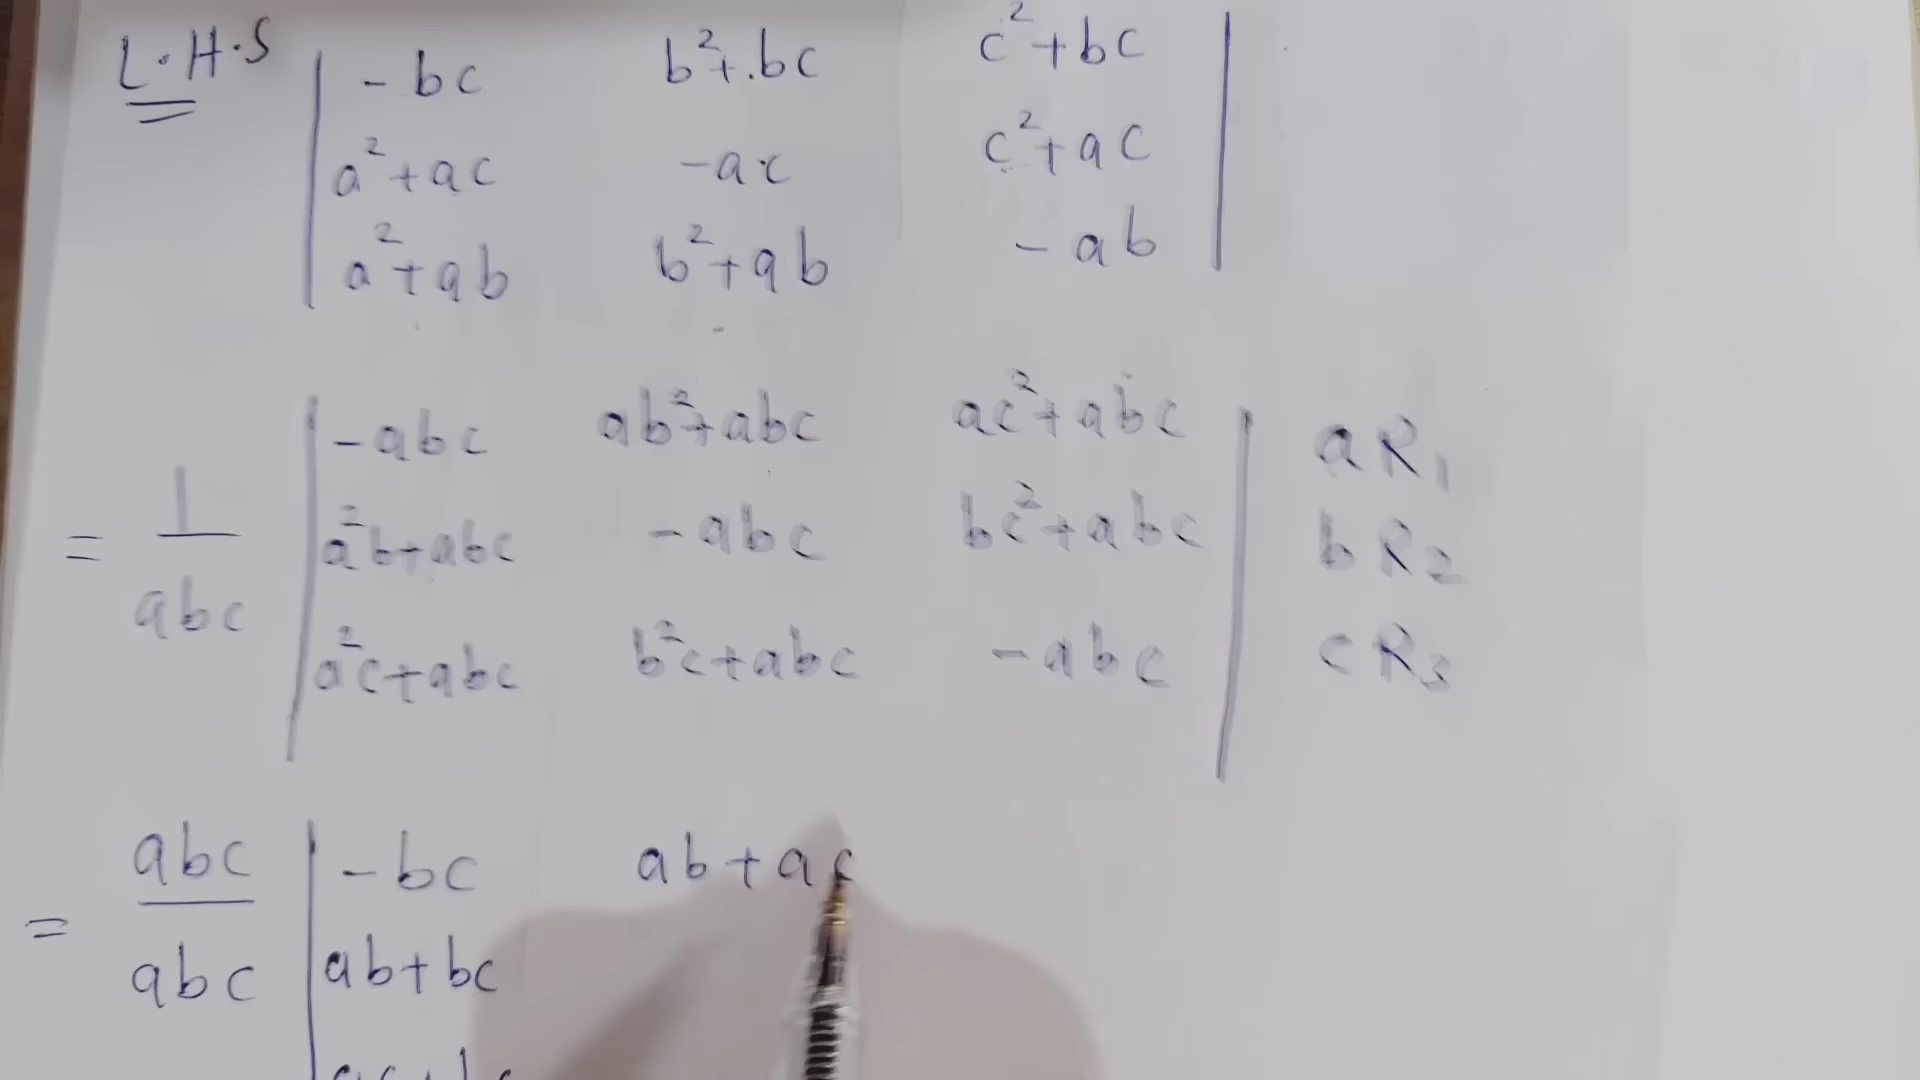 L.H.S | -bc b²+bc c²+bc |
a²+ac -ac c²+ac
a²+ab b²+ab -ab
= 1/abc | -abc ab²+abc ac²+abc | aR₁
a²b+abc -abc bc²+abc bR₂
a²c+abc b²c+abc -abc cR₃
= abc/abc | -bc ab+ac
ab+bc